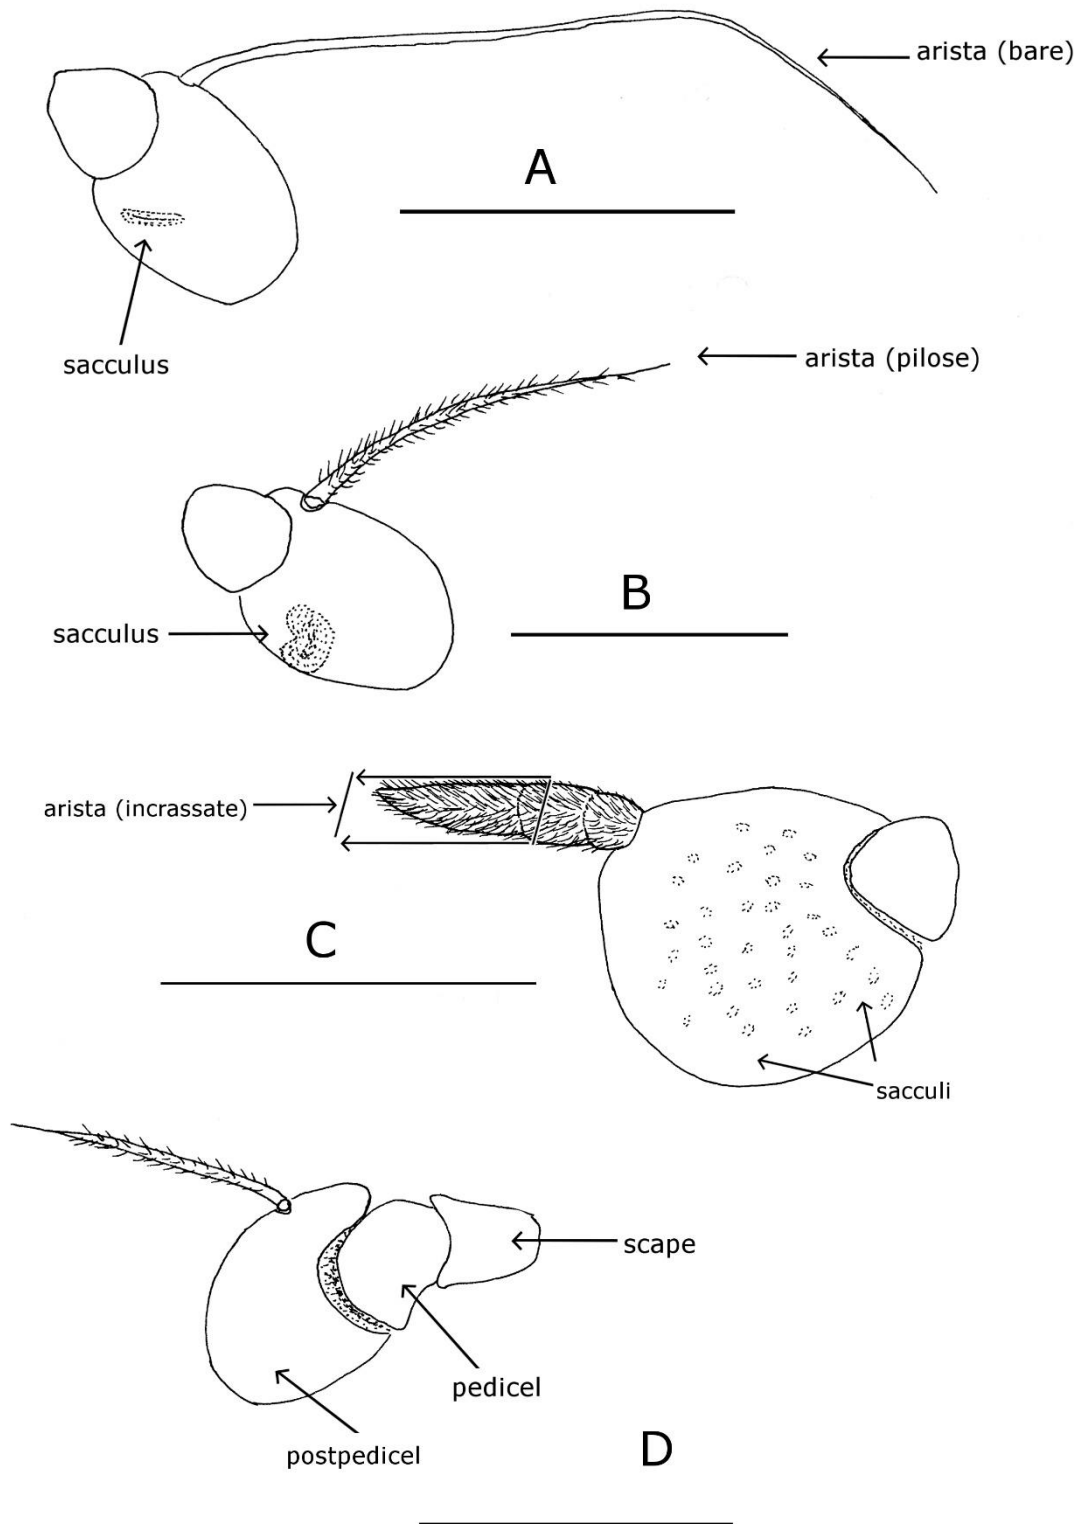 arista (bare)
A
sacculus
arista (pilose)
B
sacculus
arista (incrassate)
C
sacculi
scape
pedicel
postpedicel
D